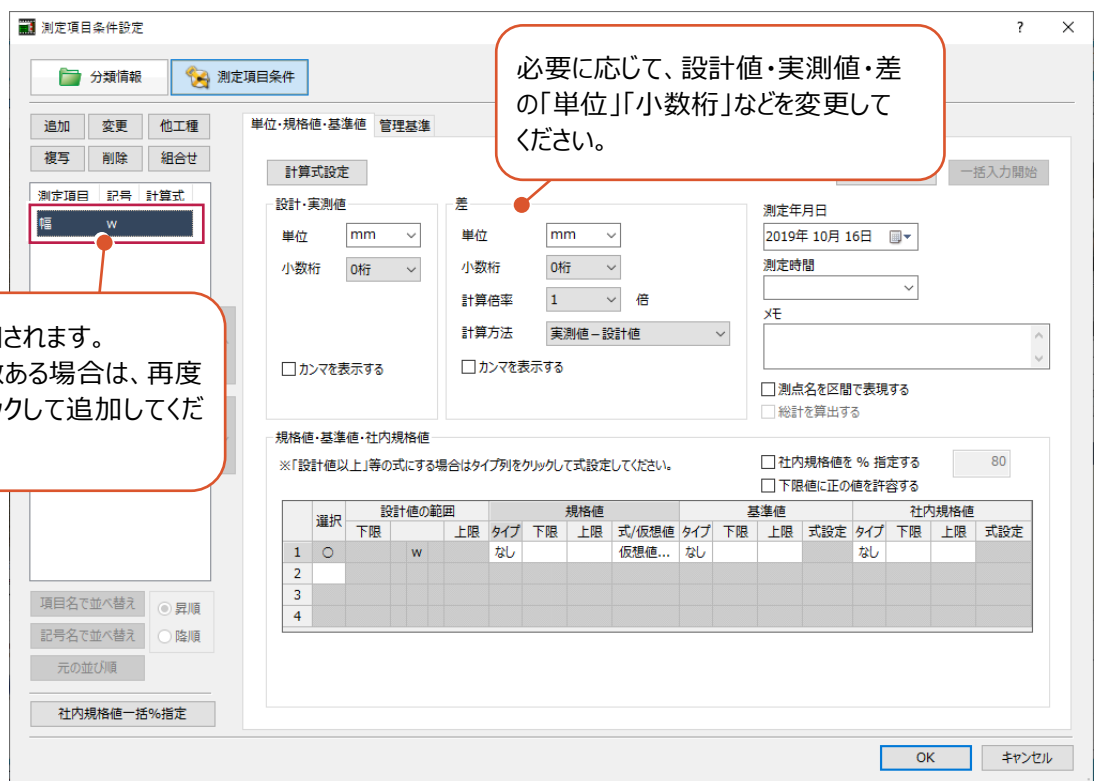 測定項目条件設定
? ×
分類情報 測定項目条件
必要に応じて、設計値・実測値・差
の「単位」「小数桁」などを変更して
ください。
追加 変更 他工種
複写 削除 組合せ
測定項目 記号 計算式
幅 w
されます。
ある場合は、再度
ックして追加してくだ
項目名で並べ替え
記号名で並べ替え
昇順
降順
元の並び順
社内規格値一括%指定
単位・規格値・基準値 管理基準
計算式設定
一括入力開始
設計・実測値
単位 mm
小数桁 0桁
カンマを表示する
差
単位 mm
小数桁 0桁
計算倍率 1 倍
計算方法 実測値－設計値
カンマを表示する
測定年月日
2019年 10月 16日
測定時間
メモ
測点名を区間で表現する
総計を算出する
規格値・基準値・社内規格値
※「設計値以上」等の式にする場合はタイプ列をクリックして式設定してください。
社内規格値を % 指定する 80
下限値に正の値を許容する
選択 設計値の範囲 規格値 基準値 社内規格値
下限 上限 タイプ 下限 上限 式/仮想値 タイプ 下限 上限 式設定 タイプ 下限 上限 式設定
1 ○ w なし 仮想値... なし なし
2
3
4
OK キャンセル